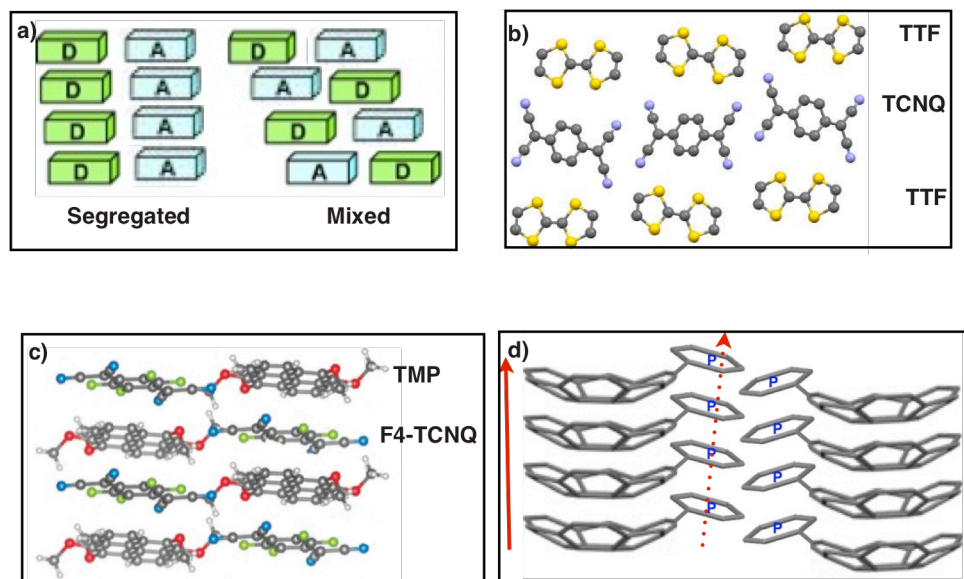 a)
D A D A
D A A D
D A D A
D A A D
Segregated Mixed
b)
TTF
TCNQ
TTF
c)
TMP
F4-TCNQ
d)
P
P
P
P
P
P
P